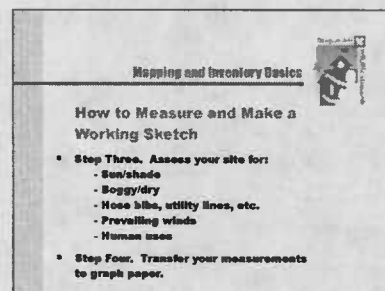 Mapping and Inventory Basics
How to Measure and Make a
Working Sketch
• Step Three. Assess your site for:
- Sun/shade
- Boggy/dry
- Hose bibs, utility lines, etc.
- Prevailing winds
- Human uses
• Step Four. Transfer your measurements
to graph paper.